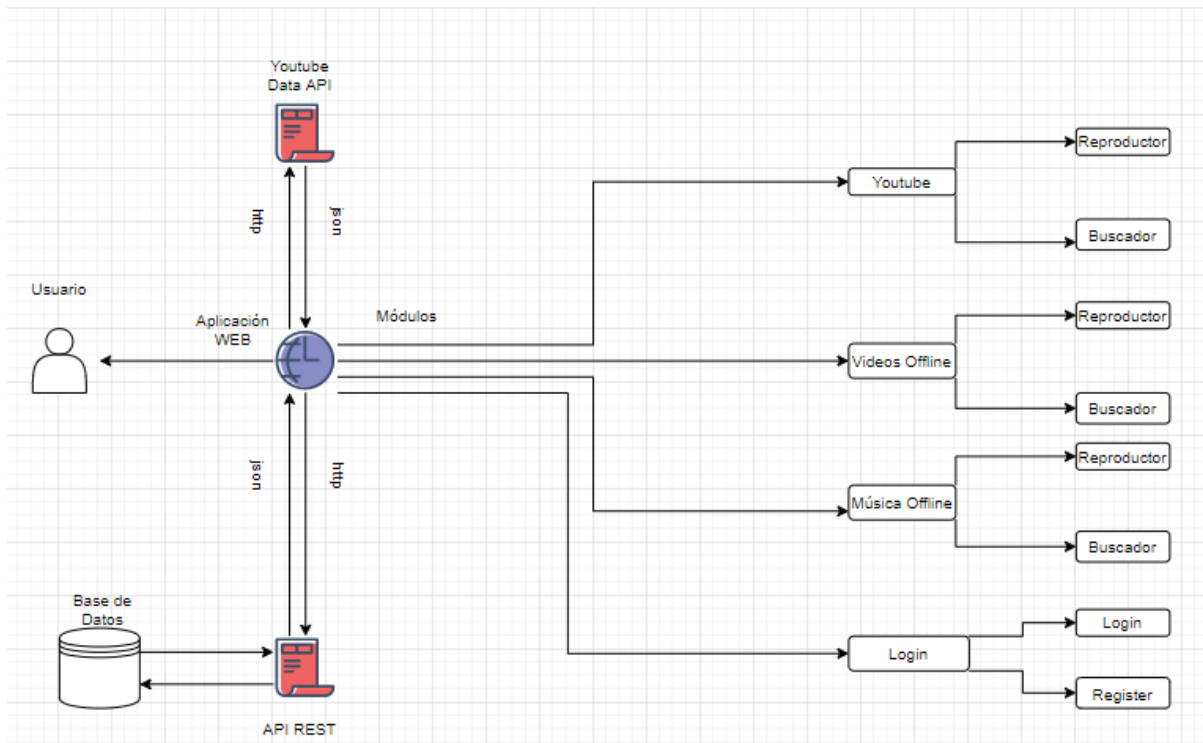 Youtube
Data API
http
json
Usuario
Aplicación
WEB
Módulos
json
http
Base de
Datos
API REST
Youtube
Reproductor
Buscador
Videos Offline
Reproductor
Buscador
Música Offline
Reproductor
Buscador
Login
Login
Register